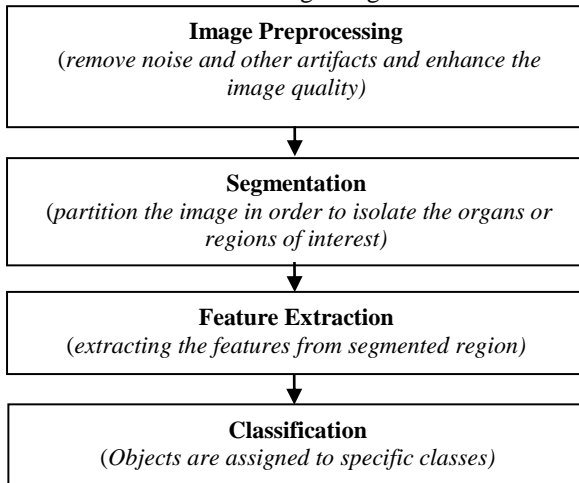 Image Preprocessing
(remove noise and other artifacts and enhance the
image quality)
Segmentation
(partition the image in order to isolate the organs or
regions of interest)
Feature Extraction
(extracting the features from segmented region)
Classification
(Objects are assigned to specific classes)